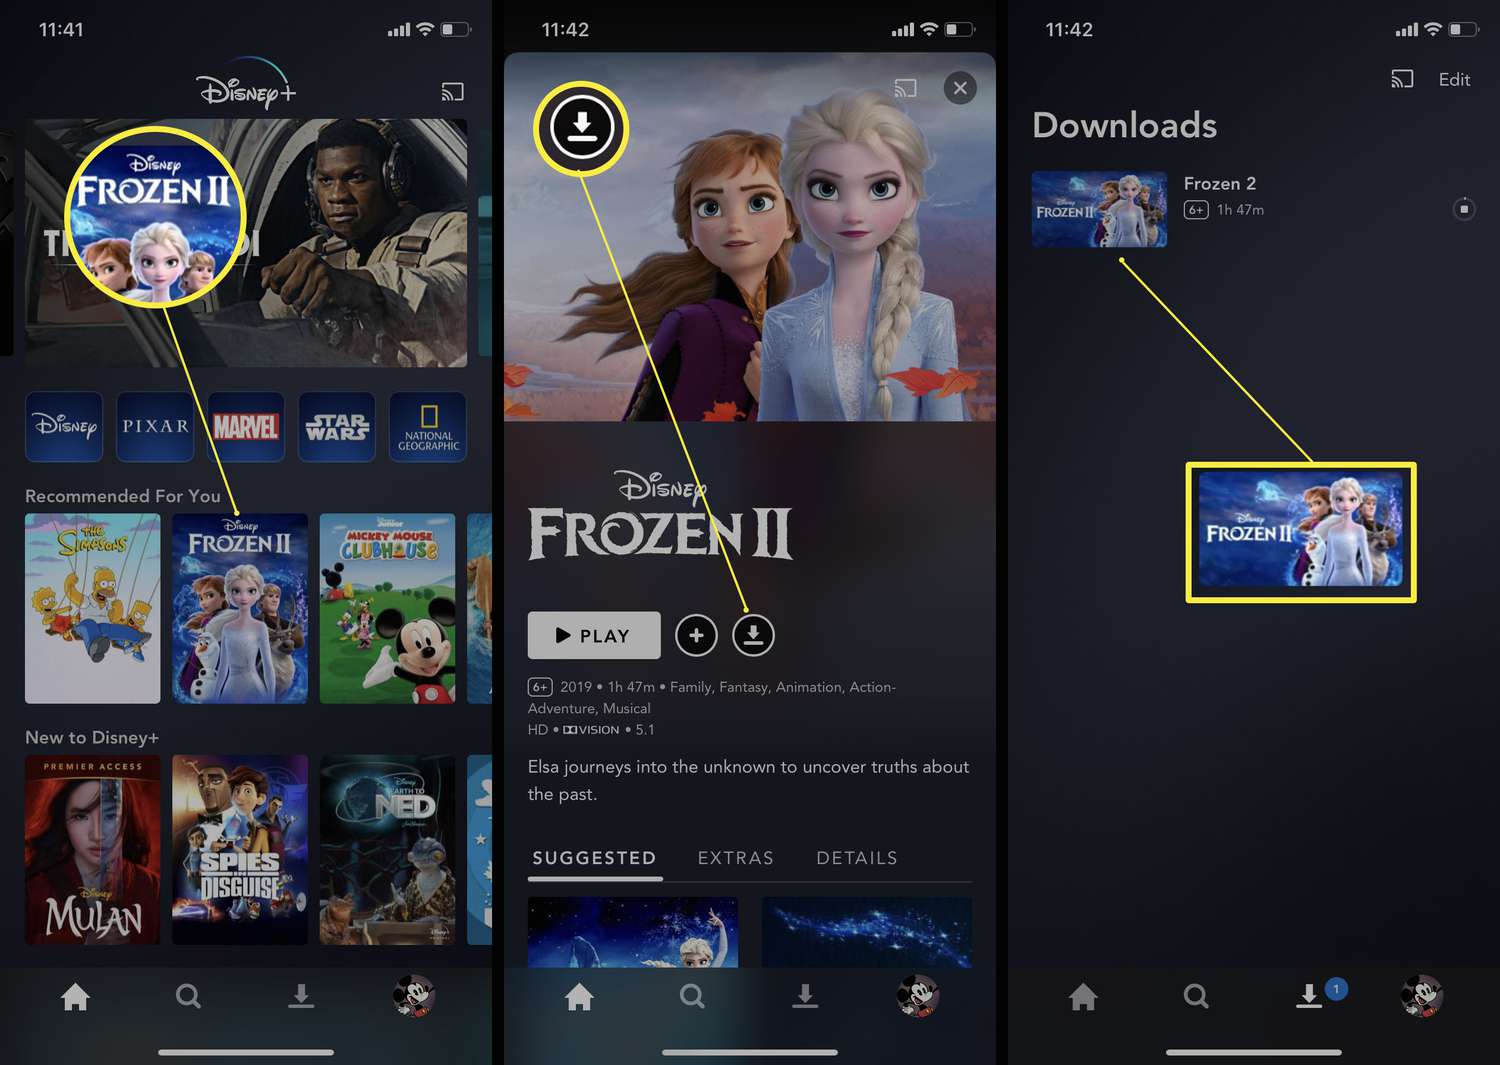 11:41
Disney+
DISNEY
FROZEN II
DISNEY
PIXAR
MARVEL
STAR
WARS
NATIONAL
GEOGRAPHIC
Recommended For You
THE
SIMPSONS
DISNEY
FROZEN II
Disney
Junior
MICKEY MOUSE
CLUBHOUSE
New to Disney+
PREMIER ACCESS
Disney
MULAN
SPIES
IN
DISGUISE
Disney
EARTH TO
NED
11:42
DISNEY
FROZEN II
PLAY
6+ 2019 • 1h 47m • Family, Fantasy, Animation, Action-
Adventure, Musical
HD • VISION • 5.1
Elsa journeys into the unknown to uncover truths about
the past.
SUGGESTED EXTRAS DETAILS
11:42
Edit
Downloads
FROZEN II
Frozen 2
6+ 1h 47m
Disney
FROZEN II
1